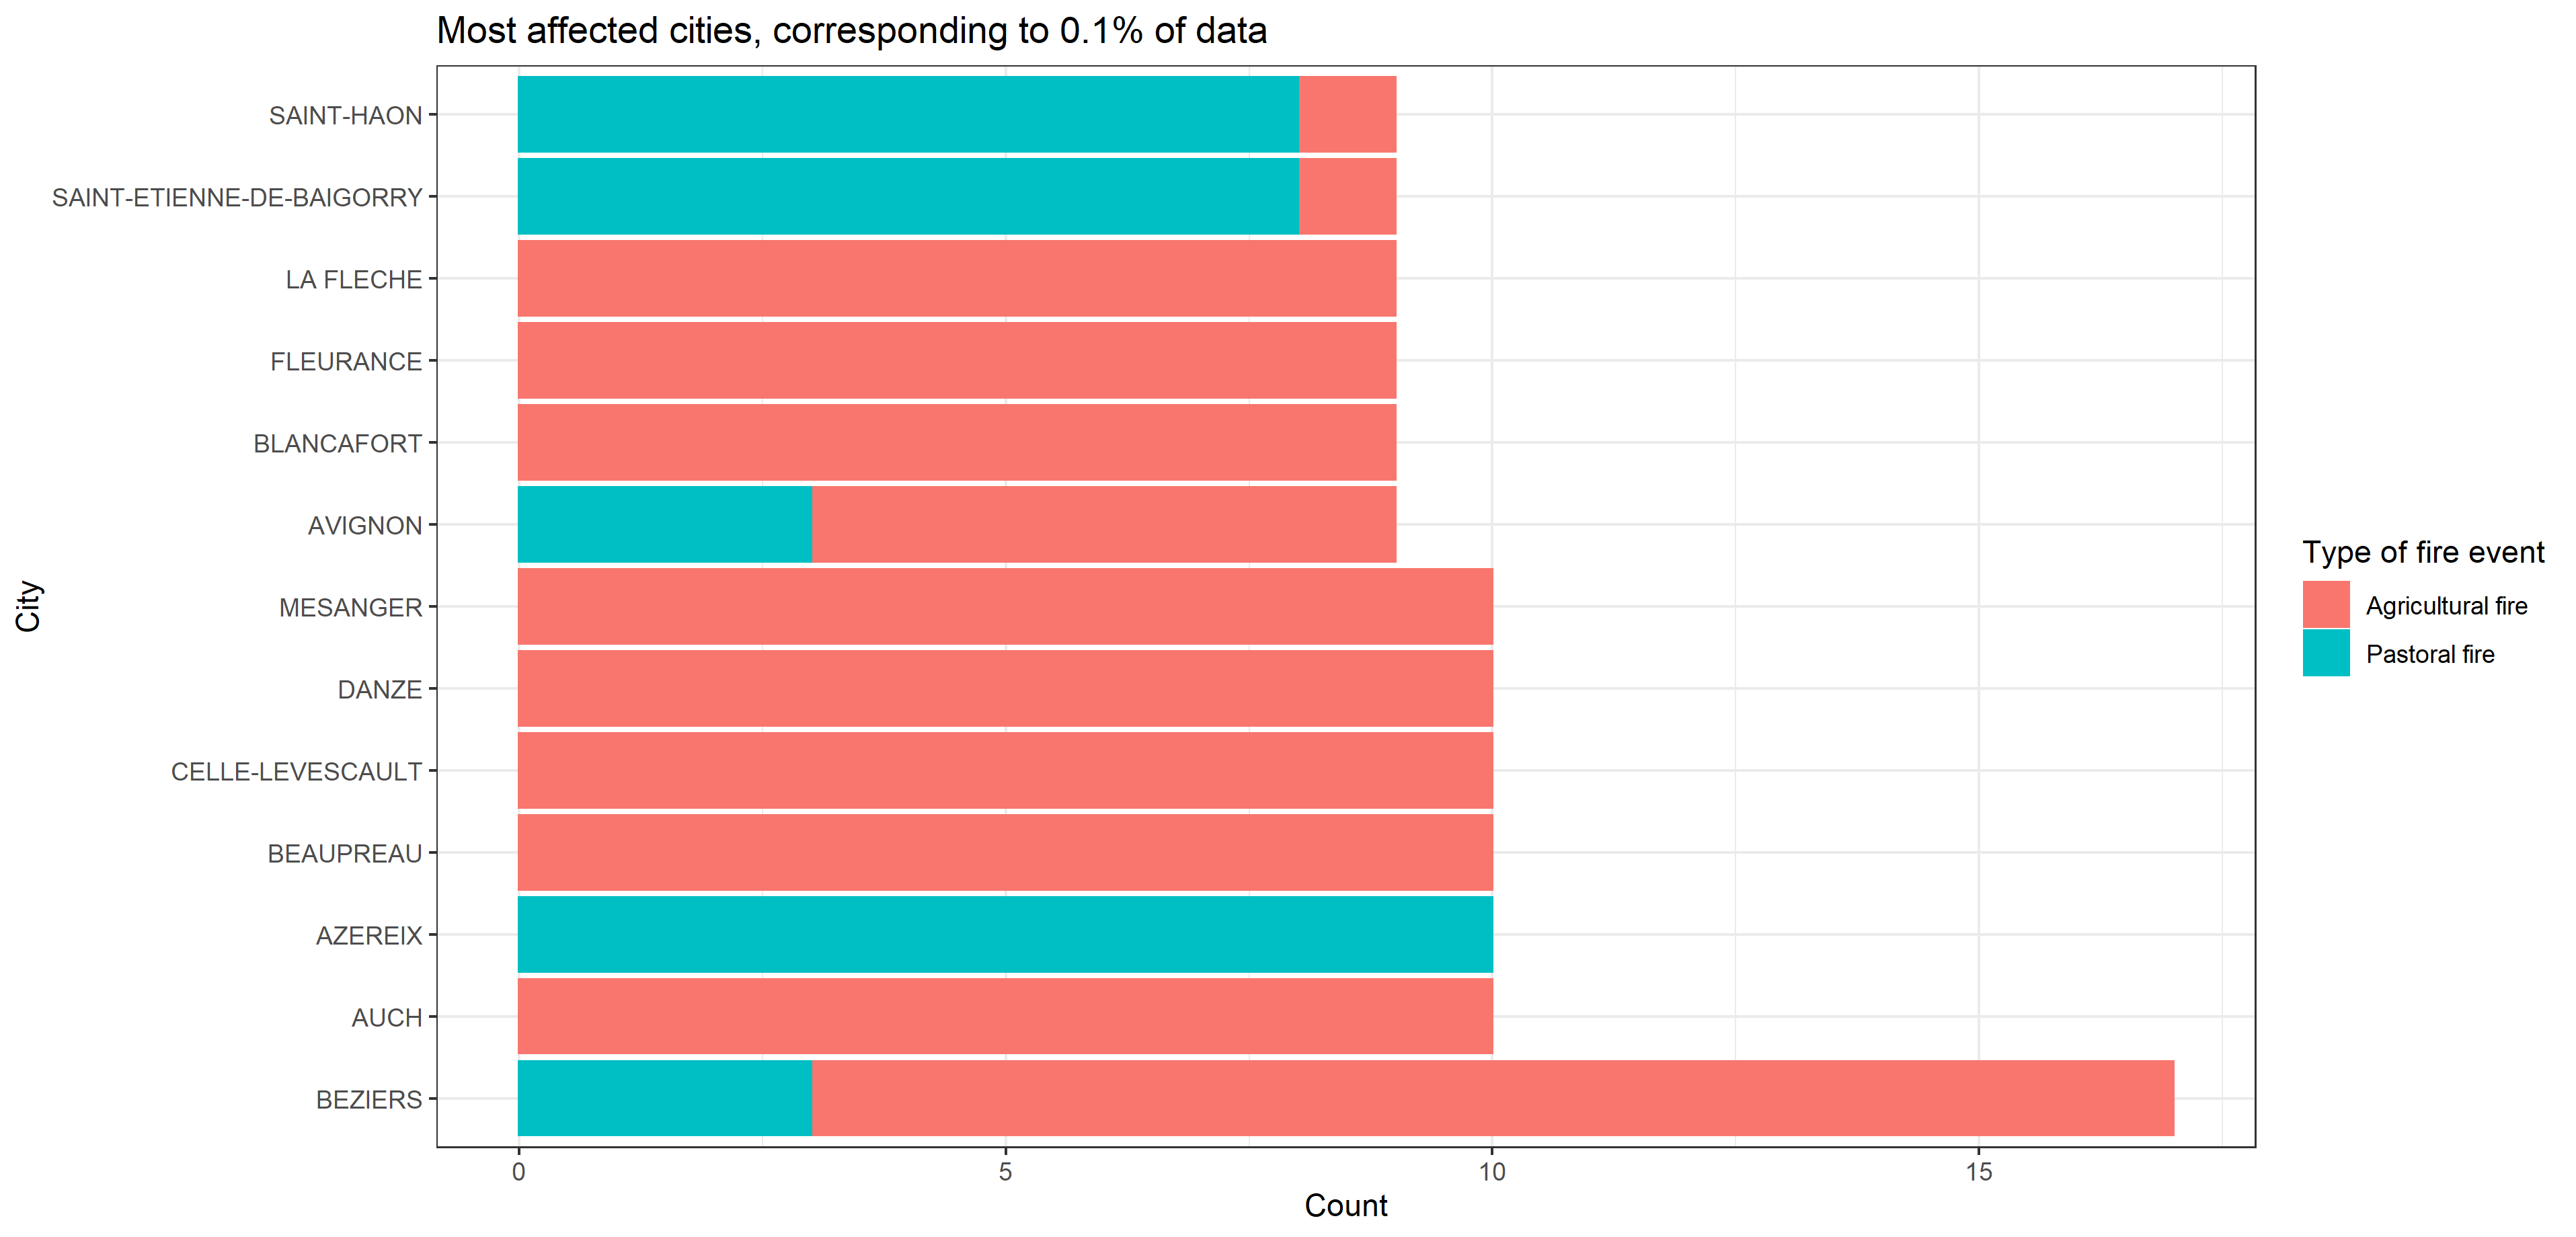 Most affected cities, corresponding to 0.1% of data
SAINT-HAON
SAINT-ETIENNE-DE-BAIGORRY
LA FLECHE
FLEURANCE
BLANCAFORT
AVIGNON
MESANGER
DANZE
CELLE-LEVESCAULT
BEAUPREAU
AZEREIX
AUCH
BEZIERS
City
0 5 10 15
Count
Type of fire event
Agricultural fire
Pastoral fire